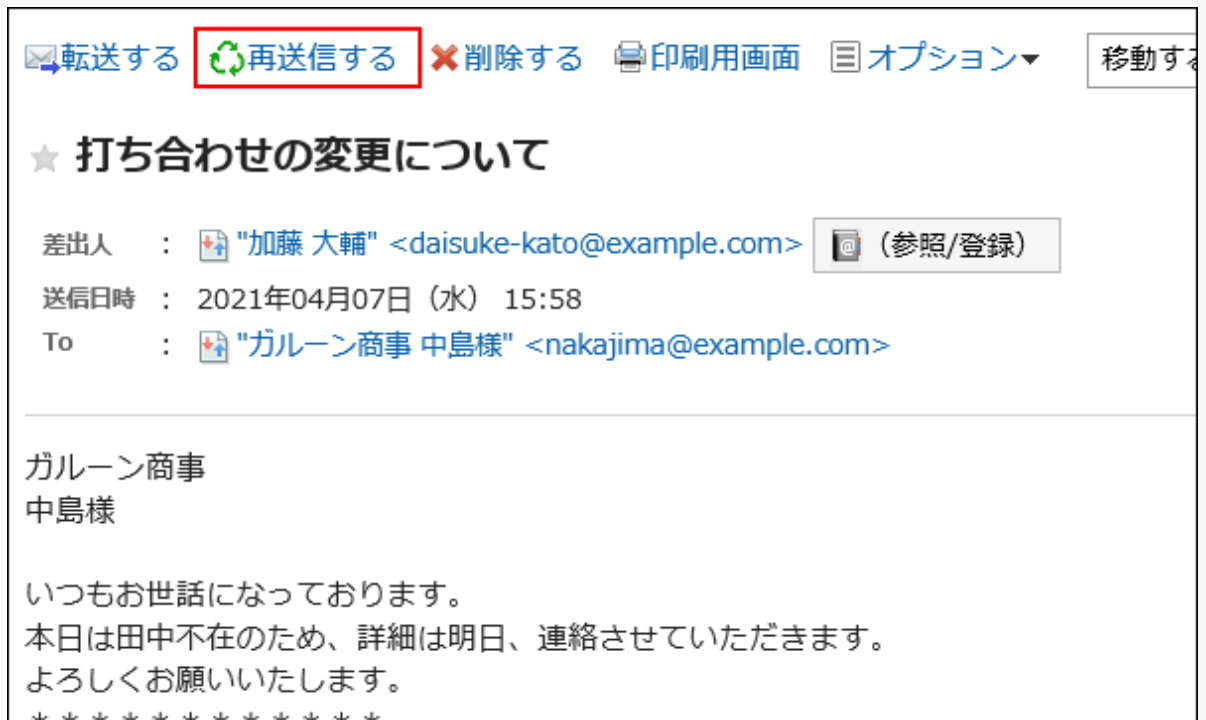 転送する 再送信する 削除する 印刷用画面 オプション 移動する
打ち合わせの変更について
差出人 : "加藤 大輔" <daisuke-kato@example.com> （参照/登録）
送信日時 : 2021年04月07日（水） 15:58
To : "ガルーン商事 中島様" <nakajima@example.com>
ガルーン商事
中島様
いつもお世話になっております。
本日は田中不在のため、詳細は明日、連絡させていただきます。
よろしくお願いいたします。
＊＊＊＊＊＊＊＊＊＊＊＊